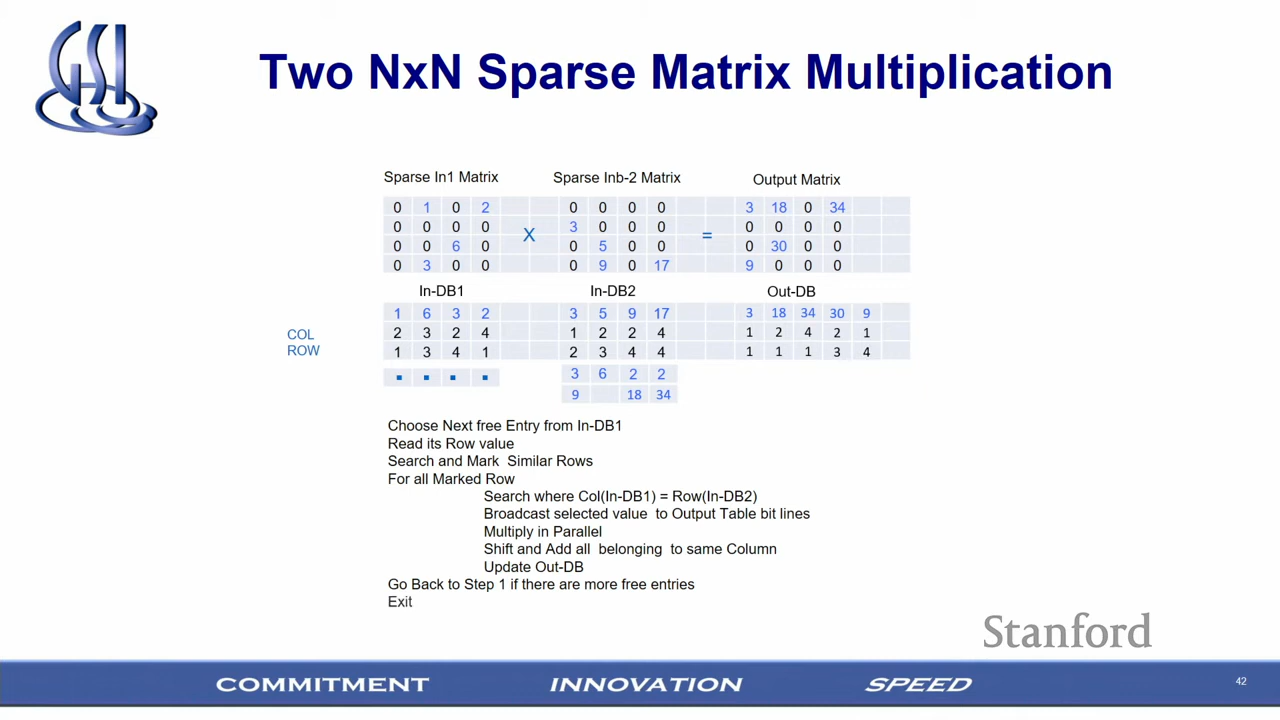 GSI
Two NxN Sparse Matrix Multiplication
Sparse In1 Matrix Sparse Inb-2 Matrix Output Matrix
0 1 0 2 0 0 0 0 3 18 0 34
0 0 0 0 3 0 0 0 0 0 0 0
X =
0 0 6 0 0 5 0 0 0 30 0 0
0 3 0 0 0 9 0 17 9 0 0 0
In-DB1 In-DB2 Out-DB
1 6 3 2 3 5 9 17 3 18 34 30 9
COL 2 3 2 4 1 2 2 4 1 2 4 2 1
ROW 1 3 4 1 2 3 4 4 1 1 1 3 4
3 6 2 2
9 18 34
Choose Next free Entry from In-DB1
Read its Row value
Search and Mark Similar Rows
For all Marked Row
Search where Col(In-DB1) = Row(In-DB2)
Broadcast selected value to Output Table bit lines
Multiply in Parallel
Shift and Add all belonging to same Column
Update Out-DB
Go Back to Step 1 if there are more free entries
Exit
Stanford
COMMITMENT INNOVATION SPEED
42